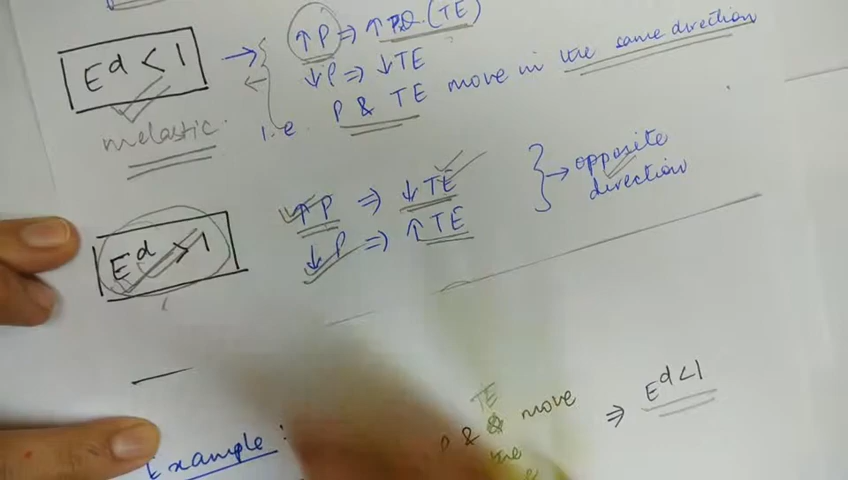 ↑P ⇒ ↑P.Q. (TE)
Ed < 1 → ↓P ⇒ ↓TE
inelastic. i.e P & TE move in the same direction
↑P ⇒ ↓TE } → opposite direction
Ed > 1 ↓P ⇒ ↑TE
TE
P & Q move ⇒ Ed < 1
the
Example: